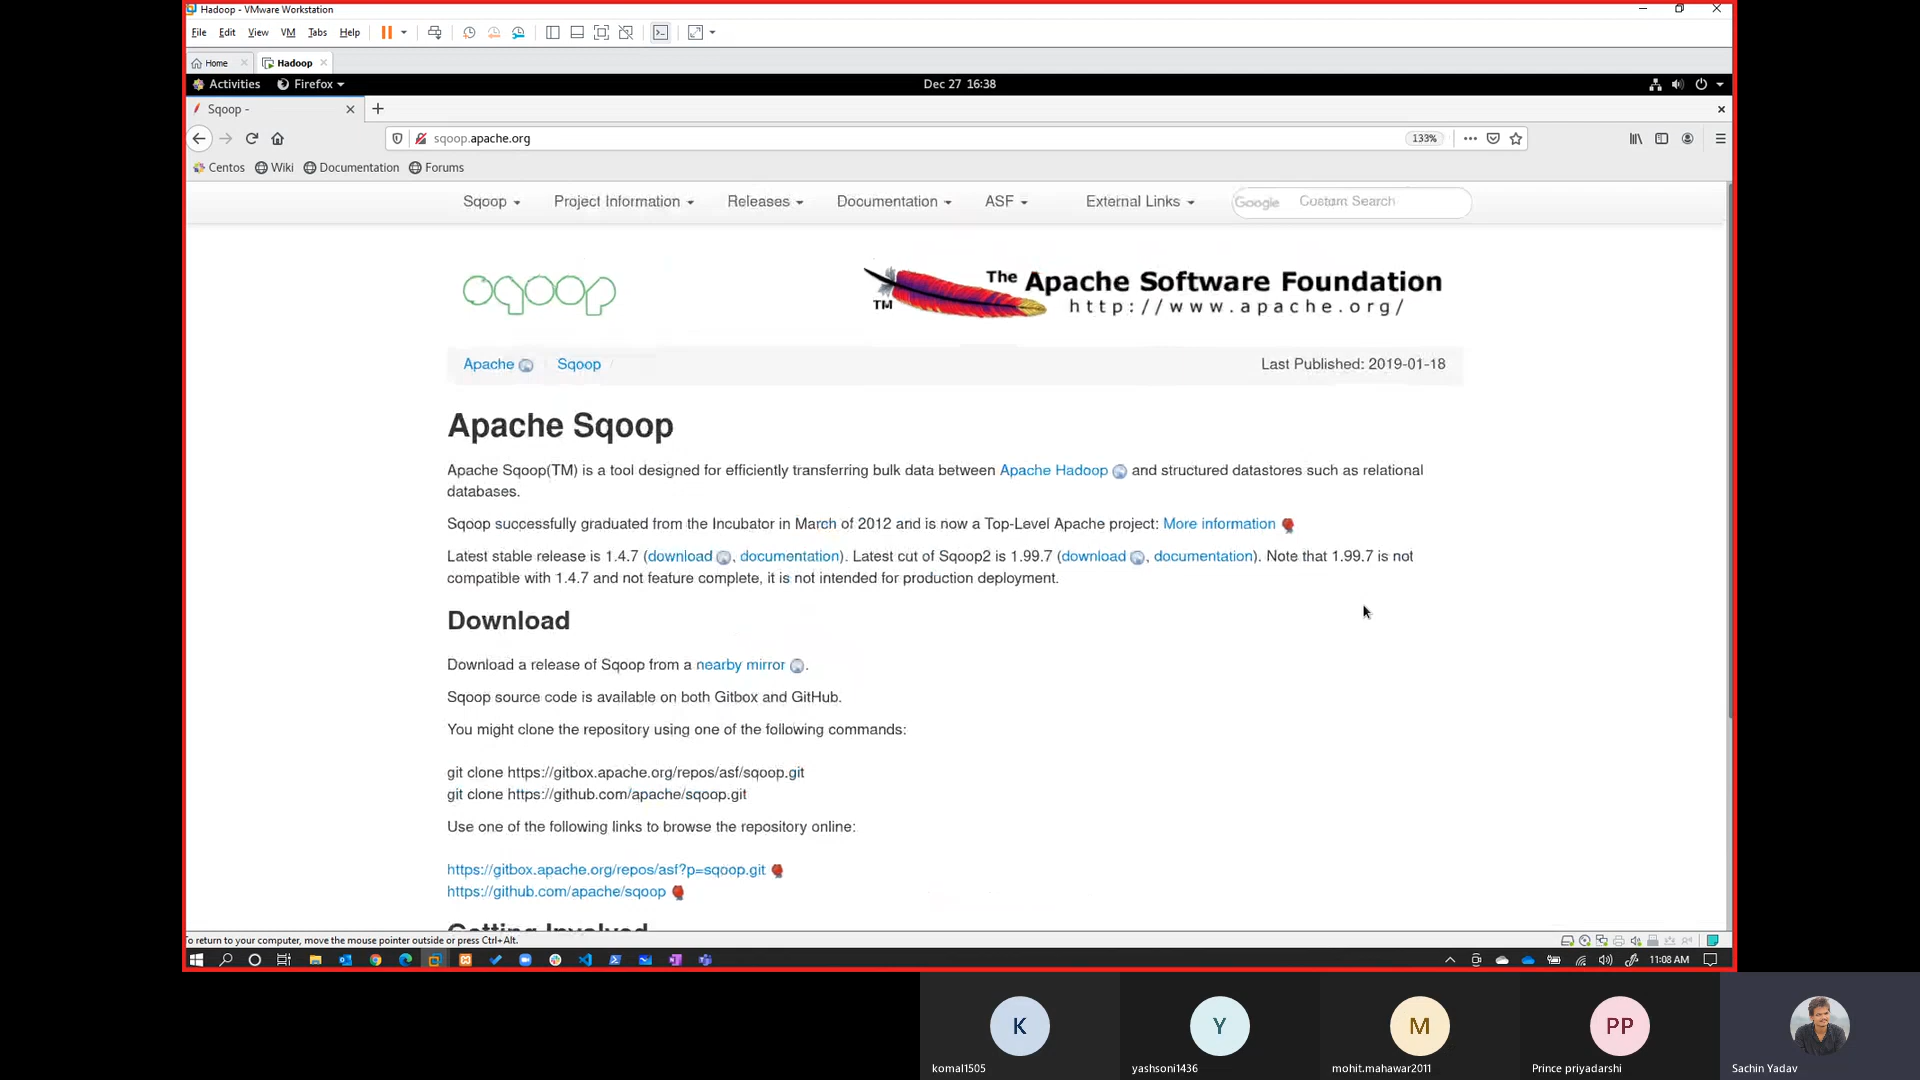 Hadoop - VMware Workstation
File Edit View VM Tabs Help
Home Hadoop
Activities Firefox Dec 27 16:38
Sqoop -
sqoop.apache.org 133%
Centos Wiki Documentation Forums
Sqoop Project Information Releases Documentation ASF External Links Google Custom Search
sqoop
The Apache Software Foundation
TM http://www.apache.org/
Apache Sqoop / Last Published: 2019-01-18
Apache Sqoop
Apache Sqoop(TM) is a tool designed for efficiently transferring bulk data between Apache Hadoop and structured datastores such as relational
databases.
Sqoop successfully graduated from the Incubator in March of 2012 and is now a Top-Level Apache project: More information
Latest stable release is 1.4.7 (download, documentation). Latest cut of Sqoop2 is 1.99.7 (download, documentation). Note that 1.99.7 is not
compatible with 1.4.7 and not feature complete, it is not intended for production deployment.
Download
Download a release of Sqoop from a nearby mirror.
Sqoop source code is available on both Gitbox and GitHub.
You might clone the repository using one of the following commands:
git clone https://gitbox.apache.org/repos/asf/sqoop.git
git clone https://github.com/apache/sqoop.git
Use one of the following links to browse the repository online:
https://gitbox.apache.org/repos/asf?p=sqoop.git
https://github.com/apache/sqoop
Getting Involved
To return to your computer, move the mouse pointer outside or press Ctrl+Alt.
11:08 AM
K Y M PP
komal1505 yashsoni1436 mohit.mahawar2011 Prince priyadarshi Sachin Yadav